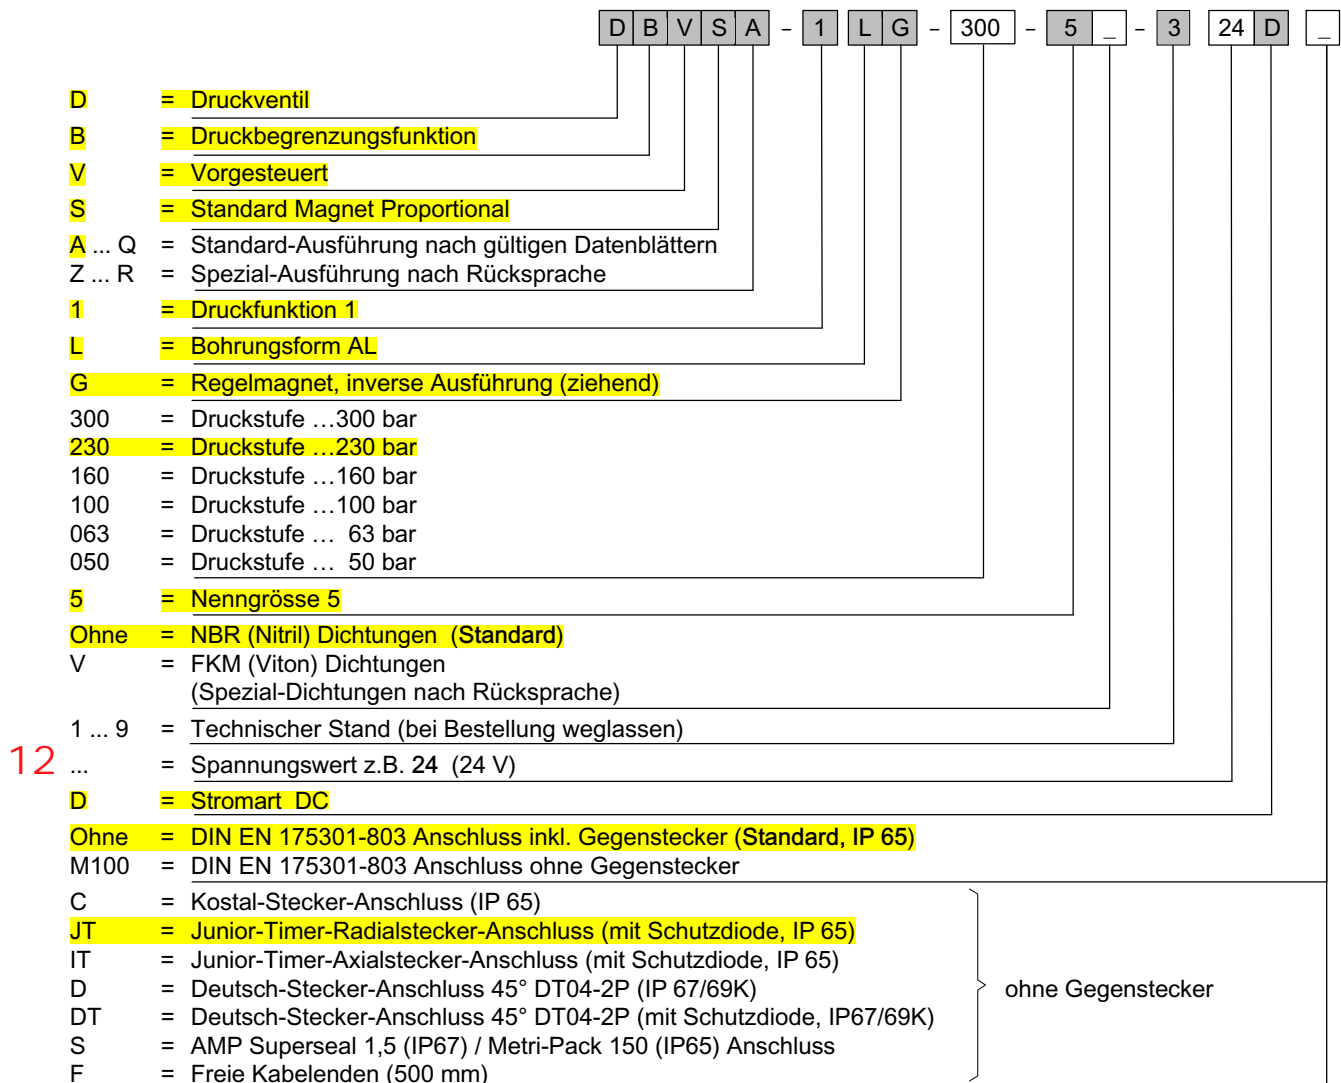 D B V S A - 1 L G - 300 - 5 _ - 3 24 D _
D = Druckventil
B = Druckbegrenzungsfunktion
V = Vorgesteuert
S = Standard Magnet Proportional
A ... Q = Standard-Ausführung nach gültigen Datenblättern
Z ... R = Spezial-Ausführung nach Rücksprache
1 = Druckfunktion 1
L = Bohrungsform AL
G = Regelmagnet, inverse Ausführung (ziehend)
300 = Druckstufe …300 bar
230 = Druckstufe …230 bar
160 = Druckstufe …160 bar
100 = Druckstufe …100 bar
063 = Druckstufe … 63 bar
050 = Druckstufe … 50 bar
5 = Nenngrösse 5
Ohne = NBR (Nitril) Dichtungen (Standard)
V = FKM (Viton) Dichtungen
(Spezial-Dichtungen nach Rücksprache)
1 ... 9 = Technischer Stand (bei Bestellung weglassen)
12 ... = Spannungswert z.B. 24 (24 V)
D = Stromart DC
Ohne = DIN EN 175301-803 Anschluss inkl. Gegenstecker (Standard, IP 65)
M100 = DIN EN 175301-803 Anschluss ohne Gegenstecker
C = Kostal-Stecker-Anschluss (IP 65)
JT = Junior-Timer-Radialstecker-Anschluss (mit Schutzdiode, IP 65)
IT = Junior-Timer-Axialstecker-Anschluss (mit Schutzdiode, IP 65)
D = Deutsch-Stecker-Anschluss 45° DT04-2P (IP 67/69K) ohne Gegenstecker
DT = Deutsch-Stecker-Anschluss 45° DT04-2P (mit Schutzdiode, IP67/69K)
S = AMP Superseal 1,5 (IP67) / Metri-Pack 150 (IP65) Anschluss
F = Freie Kabelenden (500 mm)